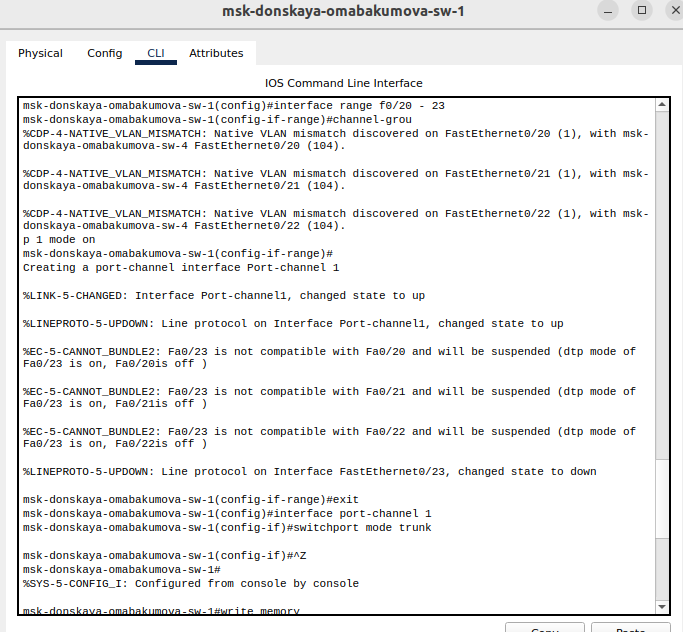 msk-donskaya-omabakumova-sw-1
Physical Config CLI Attributes
IOS Command Line Interface
msk-donskaya-omabakumova-sw-1(config)#interface range f0/20 - 23
msk-donskaya-omabakumova-sw-1(config-if-range)#channel-grou
%CDP-4-NATIVE_VLAN_MISMATCH: Native VLAN mismatch discovered on FastEthernet0/20 (1), with msk-
donskaya-omabakumova-sw-4 FastEthernet0/20 (104).
%CDP-4-NATIVE_VLAN_MISMATCH: Native VLAN mismatch discovered on FastEthernet0/21 (1), with msk-
donskaya-omabakumova-sw-4 FastEthernet0/21 (104).
%CDP-4-NATIVE_VLAN_MISMATCH: Native VLAN mismatch discovered on FastEthernet0/22 (1), with msk-
donskaya-omabakumova-sw-4 FastEthernet0/22 (104).
p 1 mode on
msk-donskaya-omabakumova-sw-1(config-if-range)#
Creating a port-channel interface Port-channel 1
%LINK-5-CHANGED: Interface Port-channel1, changed state to up
%LINEPROTO-5-UPDOWN: Line protocol on Interface Port-channel1, changed state to up
%EC-5-CANNOT_BUNDLE2: Fa0/23 is not compatible with Fa0/20 and will be suspended (dtp mode of
Fa0/23 is on, Fa0/20is off )
%EC-5-CANNOT_BUNDLE2: Fa0/23 is not compatible with Fa0/21 and will be suspended (dtp mode of
Fa0/23 is on, Fa0/21is off )
%EC-5-CANNOT_BUNDLE2: Fa0/23 is not compatible with Fa0/22 and will be suspended (dtp mode of
Fa0/23 is on, Fa0/22is off )
%LINEPROTO-5-UPDOWN: Line protocol on Interface FastEthernet0/23, changed state to down
msk-donskaya-omabakumova-sw-1(config-if-range)#exit
msk-donskaya-omabakumova-sw-1(config)#interface port-channel 1
msk-donskaya-omabakumova-sw-1(config-if)#switchport mode trunk
msk-donskaya-omabakumova-sw-1(config-if)#^Z
msk-donskaya-omabakumova-sw-1#
%SYS-5-CONFIG_I: Configured from console by console
msk-donskaya-omabakumova-sw-1#write memory
Copy Paste